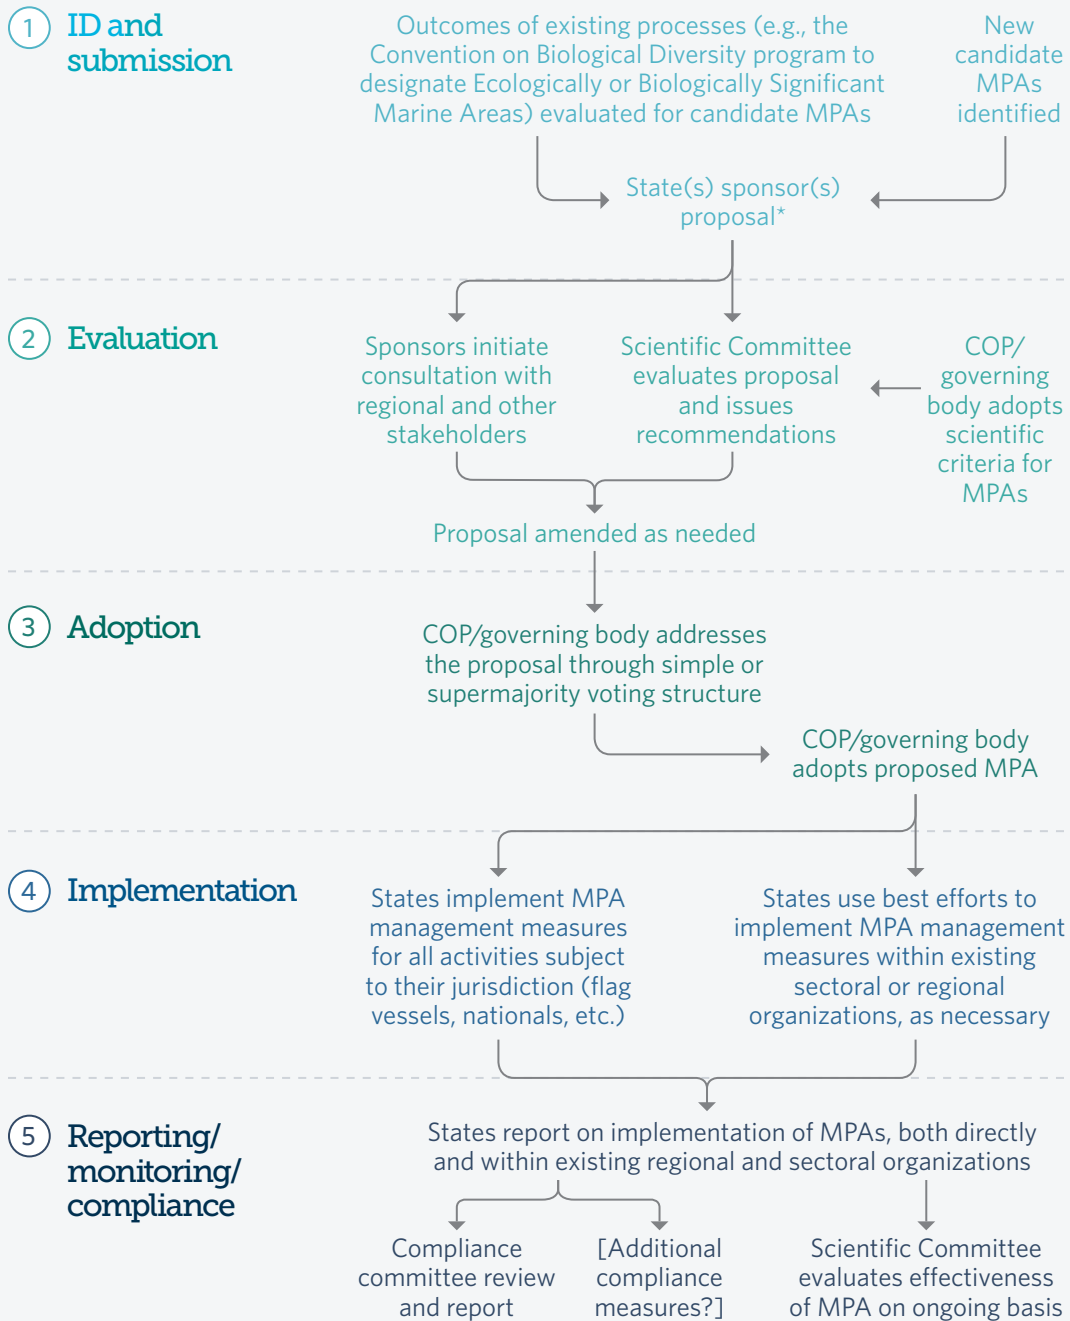 1
ID and
submission
Outcomes of existing processes (e.g., the
Convention on Biological Diversity program to
designate Ecologically or Biologically Significant
Marine Areas) evaluated for candidate MPAs
New
candidate
MPAs
identified
State(s) sponsor(s)
proposal*
2
Evaluation
Sponsors initiate
consultation with
regional and other
stakeholders
Scientific Committee
evaluates proposal
and issues
recommendations
COP/
governing
body adopts
scientific
criteria for
MPAs
Proposal amended as needed
3
Adoption
COP/governing body addresses
the proposal through simple or
supermajority voting structure
COP/governing body
adopts proposed MPA
4
Implementation
States implement MPA
management measures
for all activities subject
to their jurisdiction (flag
vessels, nationals, etc.)
States use best efforts to
implement MPA management
measures within existing
sectoral or regional
organizations, as necessary
5
Reporting/
monitoring/
compliance
States report on implementation of MPAs, both directly
and within existing regional and sectoral organizations
Compliance
committee review
and report
[Additional
compliance
measures?]
Scientific Committee
evaluates effectiveness
of MPA on ongoing basis